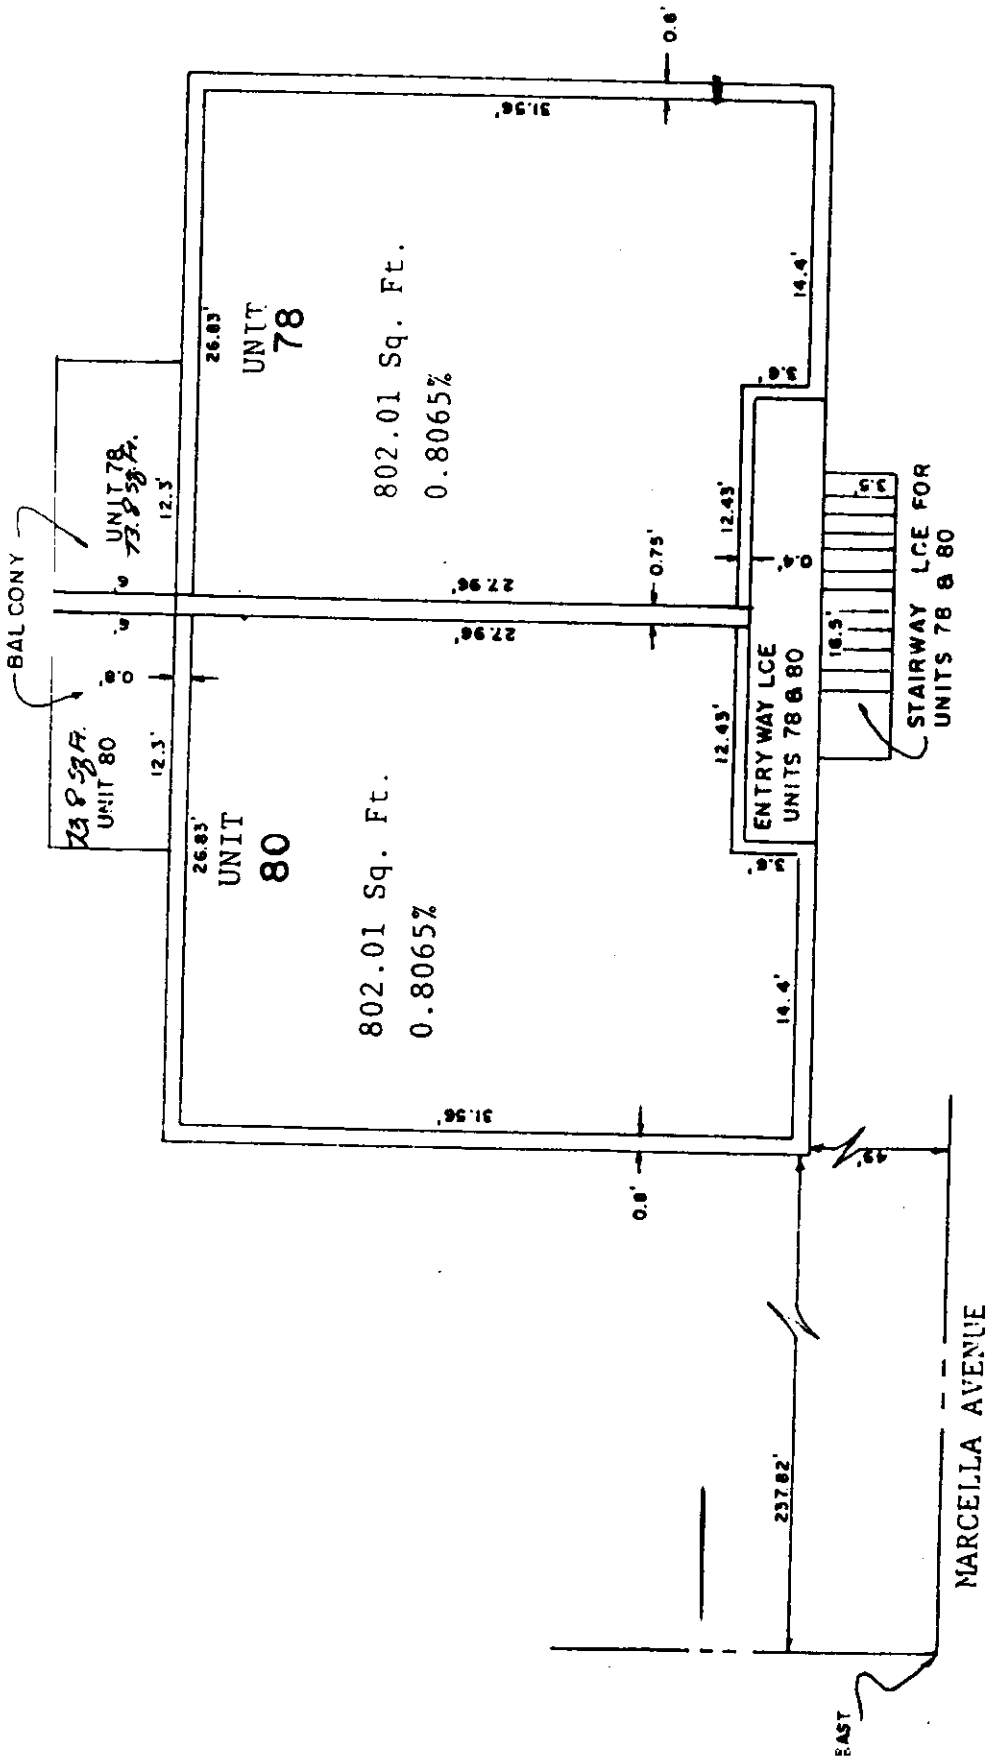 BALCONY
UNIT 80
73.8 Sq. Ft.
12.3'
6'
0.8'
UNIT 78
73.8 Sq. Ft.
12.3'
6'
26.83'
UNIT
80
802.01 Sq. Ft.
0.8065%
31.56'
0.8'
14.4'
3.6'
12.43'
27.96'
26.83'
UNIT
78
802.01 Sq. Ft.
0.8065%
31.56'
0.6'
14.4'
3.6'
12.43'
27.96'
0.75'
0.4'
ENTRYWAY LCE
UNITS 78 & 80
16.5'
3.5'
STAIRWAY LCE FOR
UNITS 78 & 80
237.82'
EAST
MARCELLA AVENUE